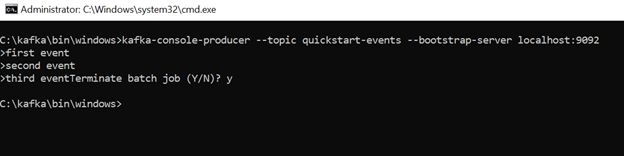 Administrator: C:\Windows\system32\cmd.exe
C:\kafka\bin\windows>kafka-console-producer --topic quickstart-events --bootstrap-server localhost:9092
>first event
>second event
>third eventTerminate batch job (Y/N)? y
C:\kafka\bin\windows>